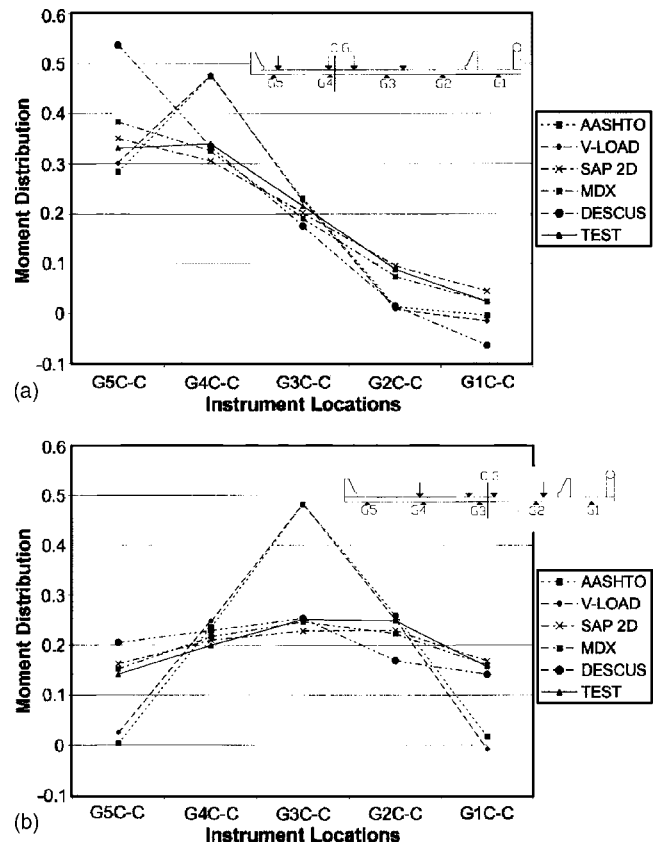 0.6
0.5
0.4
0.3
0.2
0.1
0
-0.1
Moment Distribution
G5 G4 G3 G2 G1
AASHTO
V-LOAD
SAP 2D
MDX
DESCUS
TEST
G5C-C G4C-C G3C-C G2C-C G1C-C
(a) Instrument Locations
0.6
0.5
0.4
0.3
0.2
0.1
0
-0.1
Moment Distribution
G5 G4 G3 G2 G1
AASHTO
V-LOAD
SAP 2D
MDX
DESCUS
TEST
G5C-C G4C-C G3C-C G2C-C G1C-C
(b) Instrument Locations